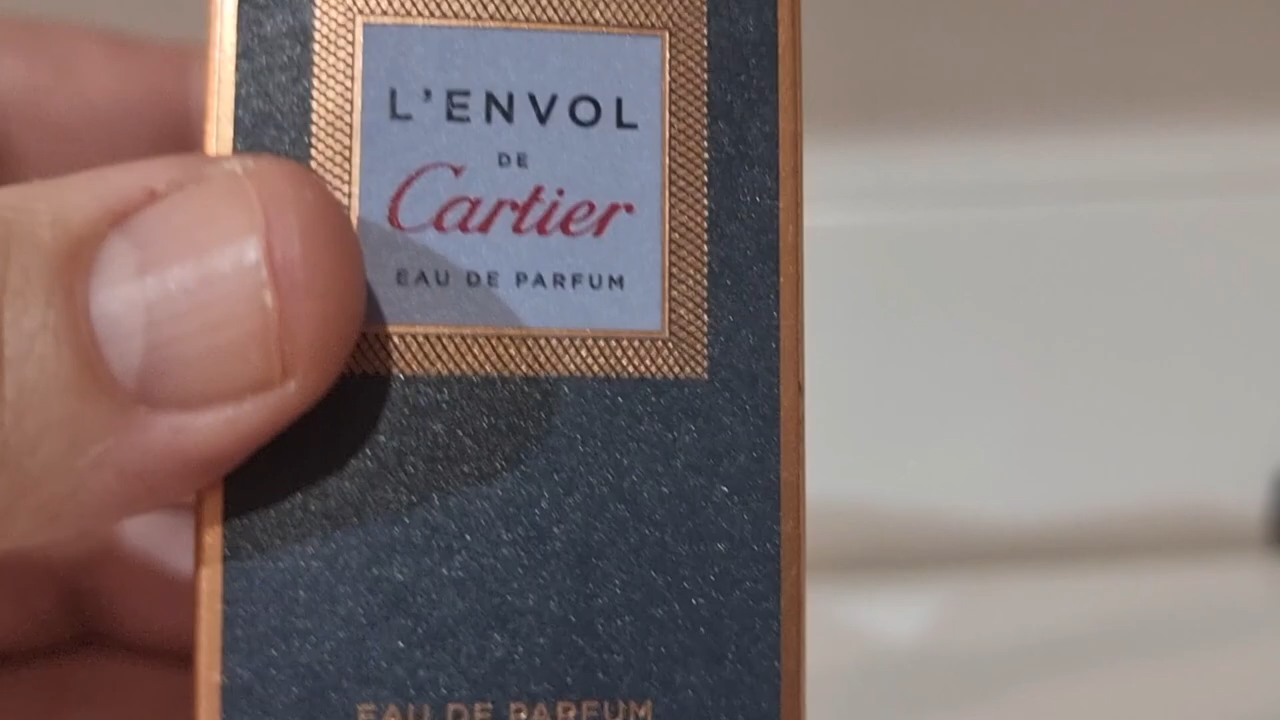 L'ENVOL
DE
Cartier
EAU DE PARFUM
EAU DE PARFUM